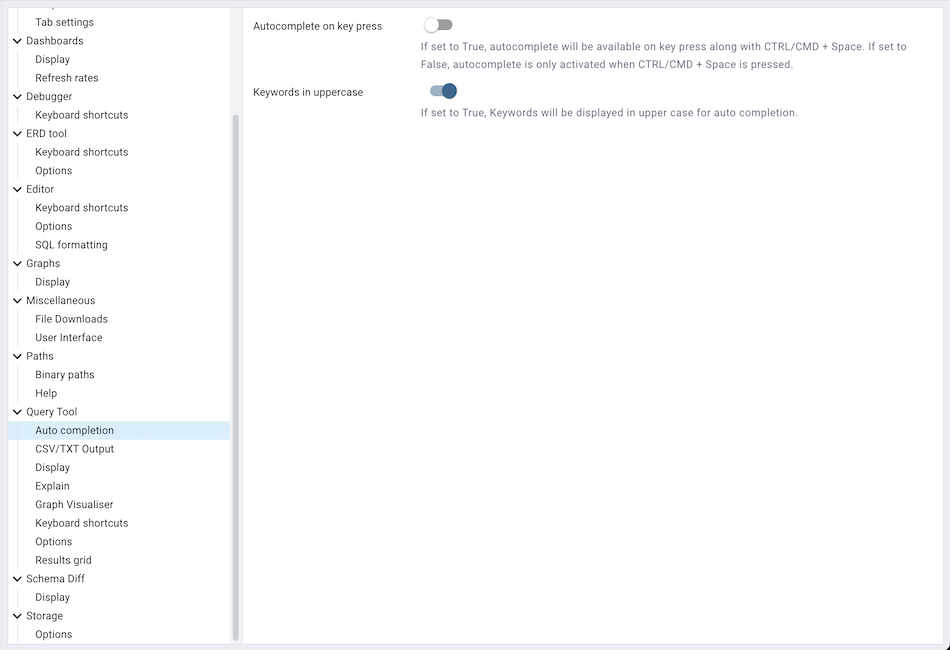 Tab settings
Dashboards
Display
Refresh rates
Debugger
Keyboard shortcuts
ERD tool
Keyboard shortcuts
Options
Editor
Keyboard shortcuts
Options
SQL formatting
Graphs
Display
Miscellaneous
File Downloads
User Interface
Paths
Binary paths
Help
Query Tool
Auto completion
CSV/TXT Output
Display
Explain
Graph Visualiser
Keyboard shortcuts
Options
Results grid
Schema Diff
Display
Storage
Options
Autocomplete on key press
If set to True, autocomplete will be available on key press along with CTRL/CMD + Space. If set to
False, autocomplete is only activated when CTRL/CMD + Space is pressed.
Keywords in uppercase
If set to True, Keywords will be displayed in upper case for auto completion.